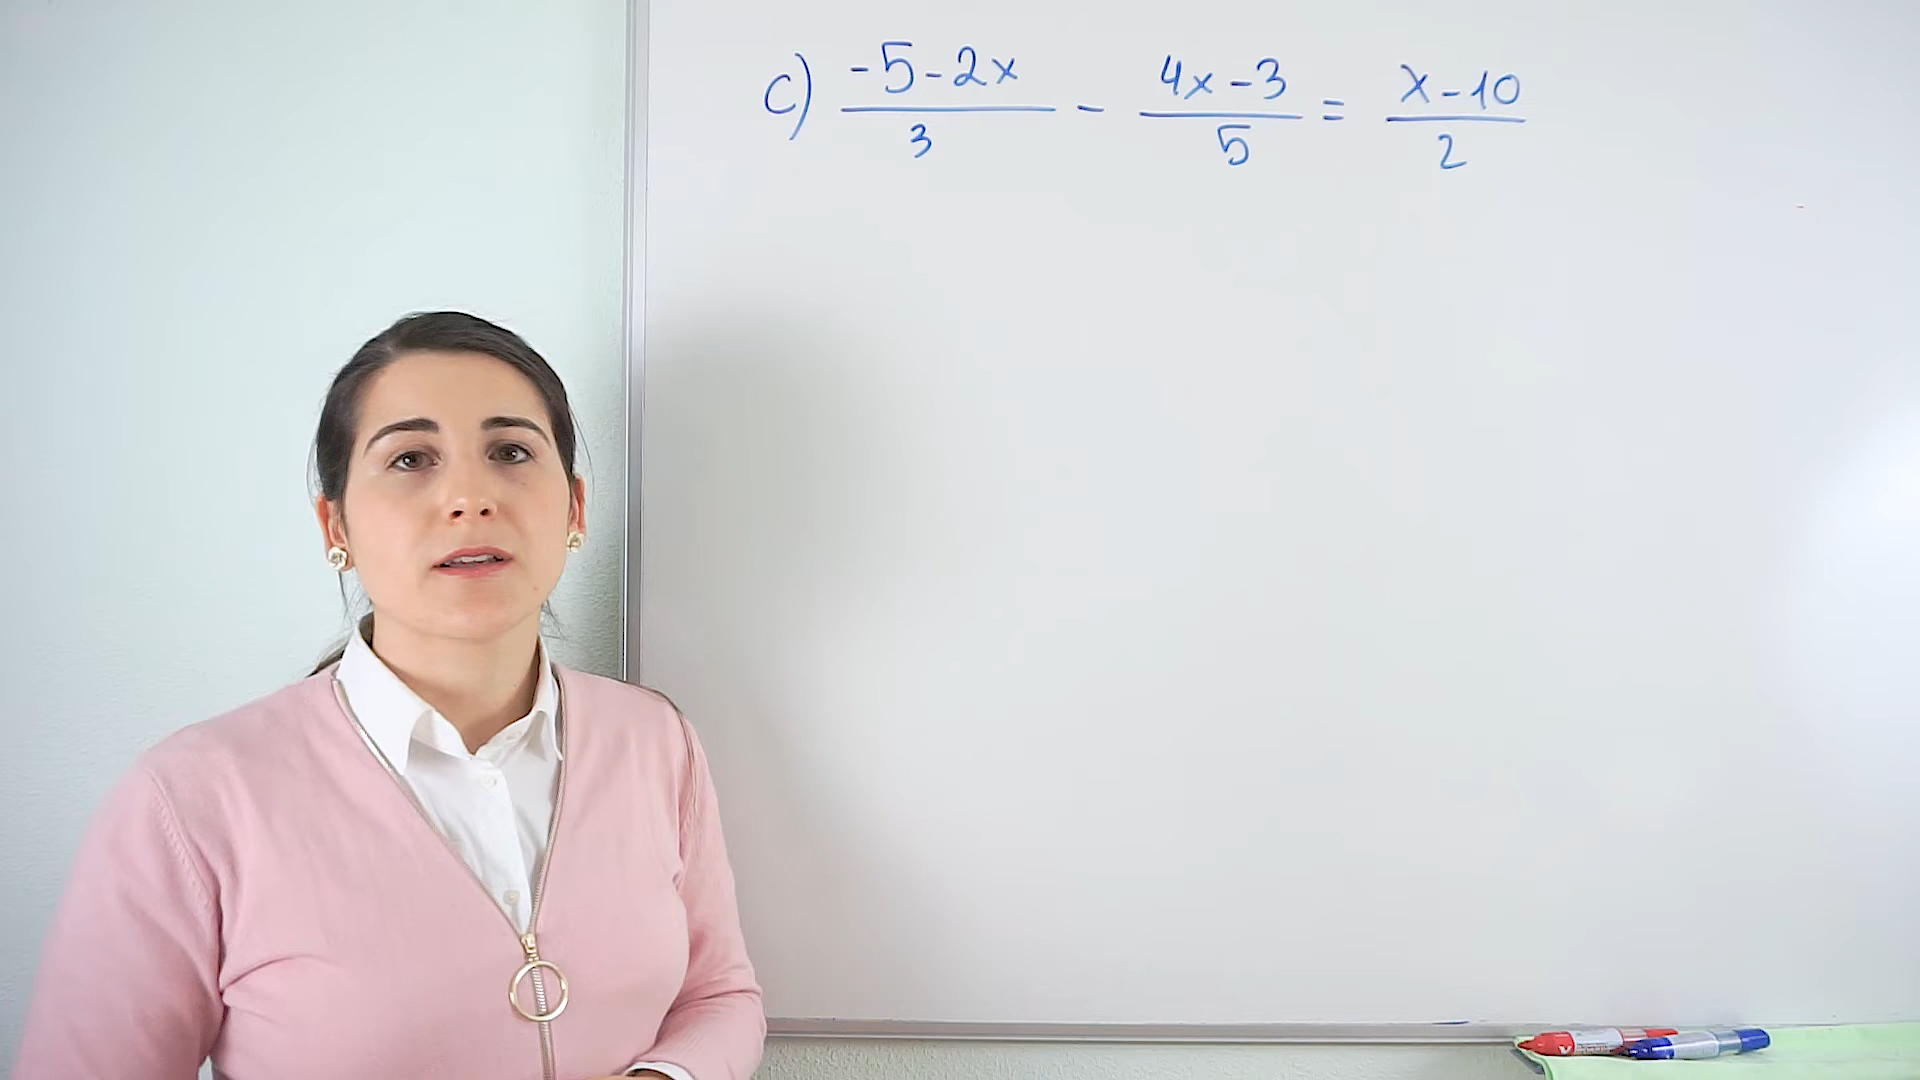 c) (-5-2x)/3 - (4x-3)/5 = (x-10)/2